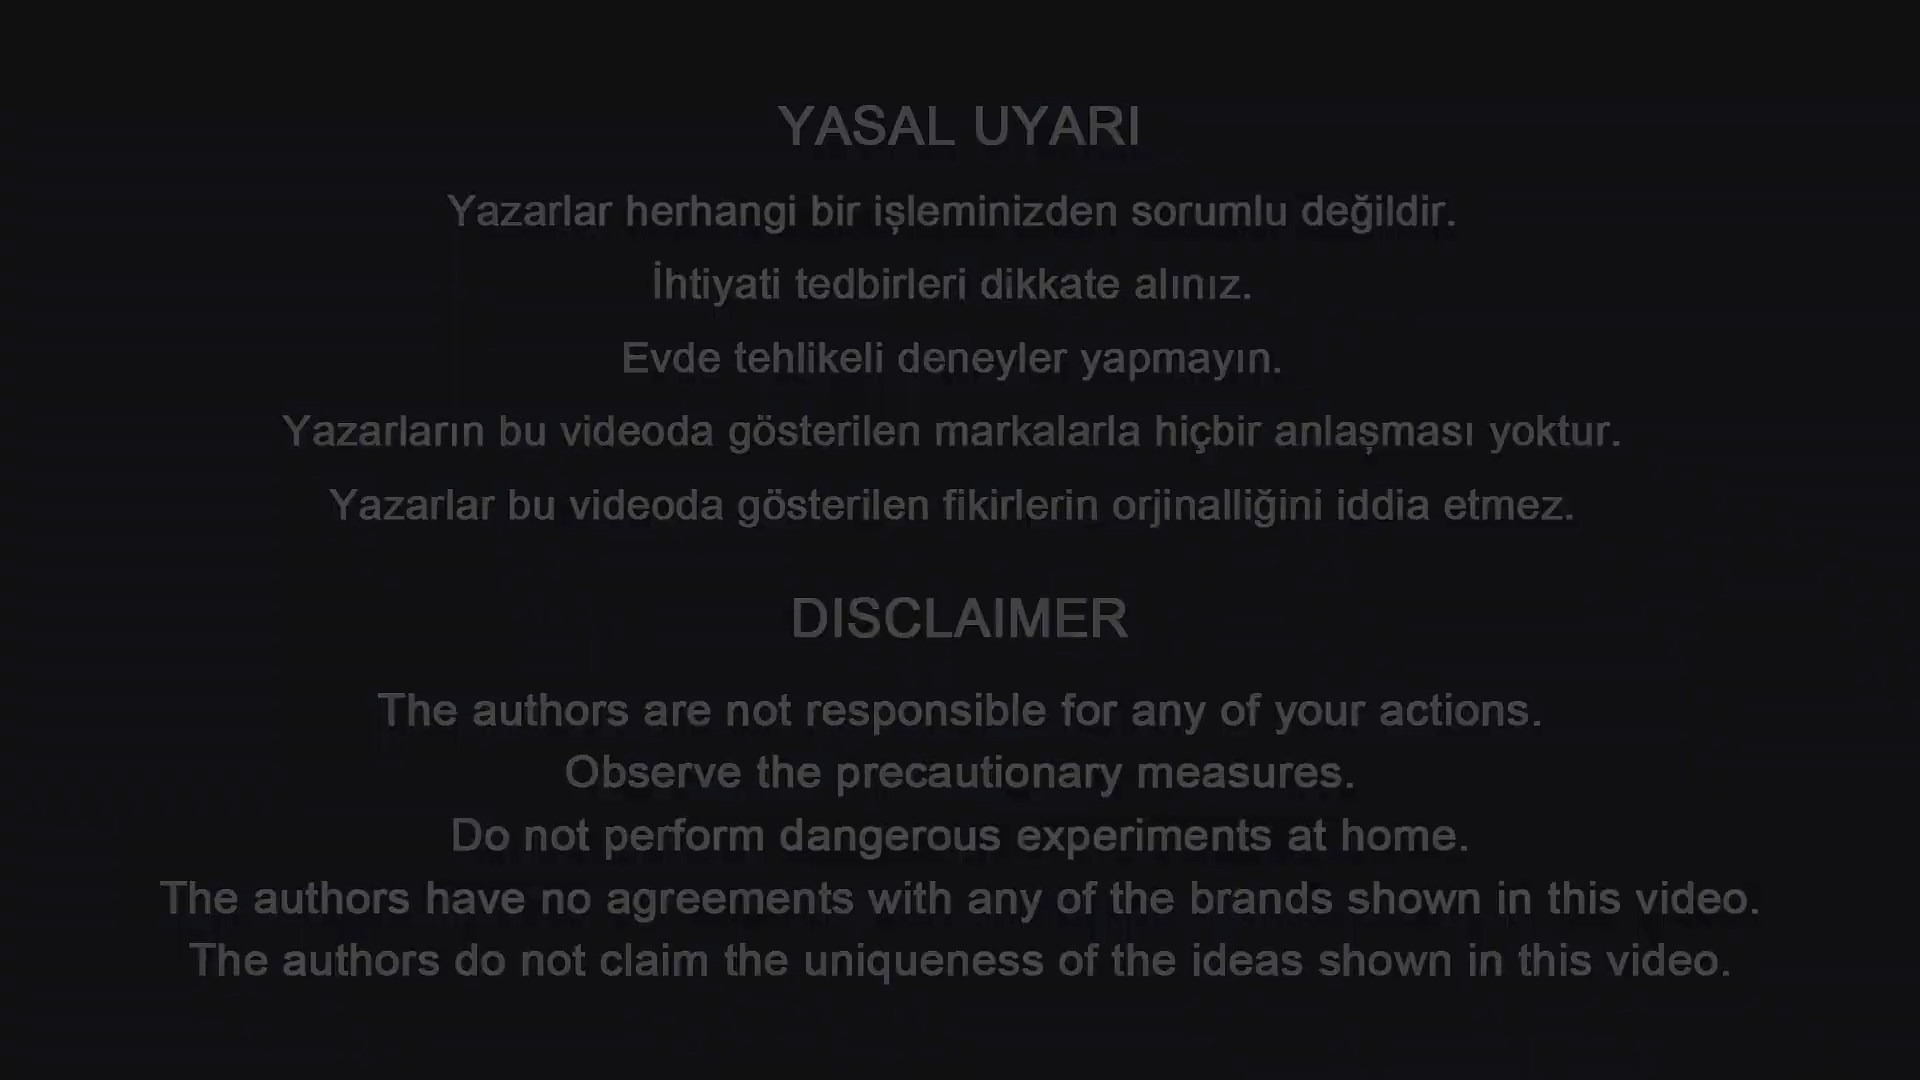 YASAL UYARI
Yazarlar herhangi bir işleminizden sorumlu değildir.
İhtiyati tedbirleri dikkate alınız.
Evde tehlikeli deneyler yapmayın.
Yazarların bu videoda gösterilen markalarla hiçbir anlaşması yoktur.
Yazarlar bu videoda gösterilen fikirlerin orjinalliğini iddia etmez.
DISCLAIMER
The authors are not responsible for any of your actions.
Observe the precautionary measures.
Do not perform dangerous experiments at home.
The authors have no agreements with any of the brands shown in this video.
The authors do not claim the uniqueness of the ideas shown in this video.